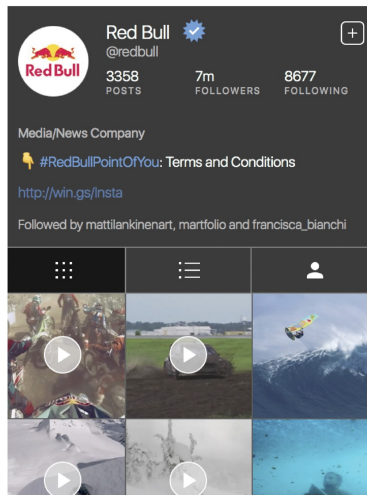 Red Bull
@redbull
Red Bull
3358 7m 8677
POSTS FOLLOWERS FOLLOWING
Media/News Company
👇 #RedBullPointOfYou: Terms and Conditions
http://win.gs/Insta
Followed by mattilankinenart, martfolio and francisca_bianchi